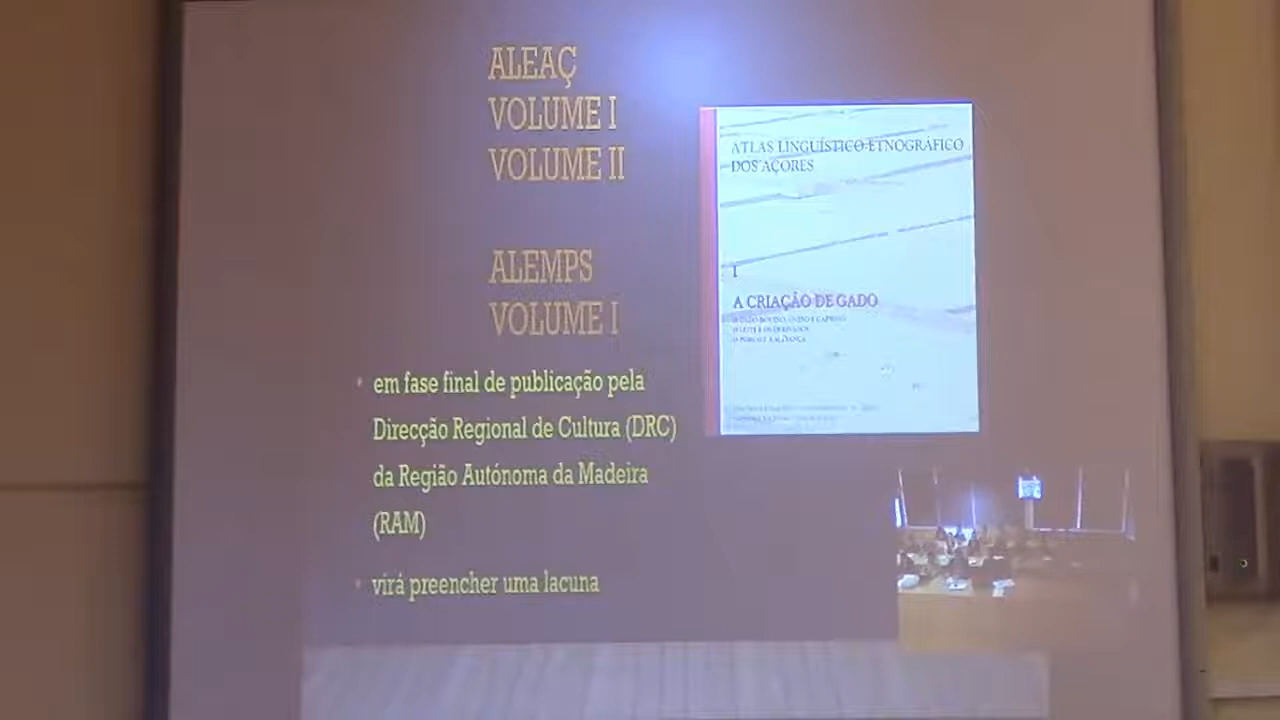 ALEAÇ
VOLUME I
VOLUME II
ALEMPS
VOLUME I
em fase final de publicação pela
Direcção Regional de Cultura (DRC)
da Região Autónoma da Madeira
(RAM)
virá preencher uma lacuna
ATLAS LINGUÍSTICO-ETNOGRÁFICO
DOS AÇORES
I
A CRIAÇÃO DE GADO